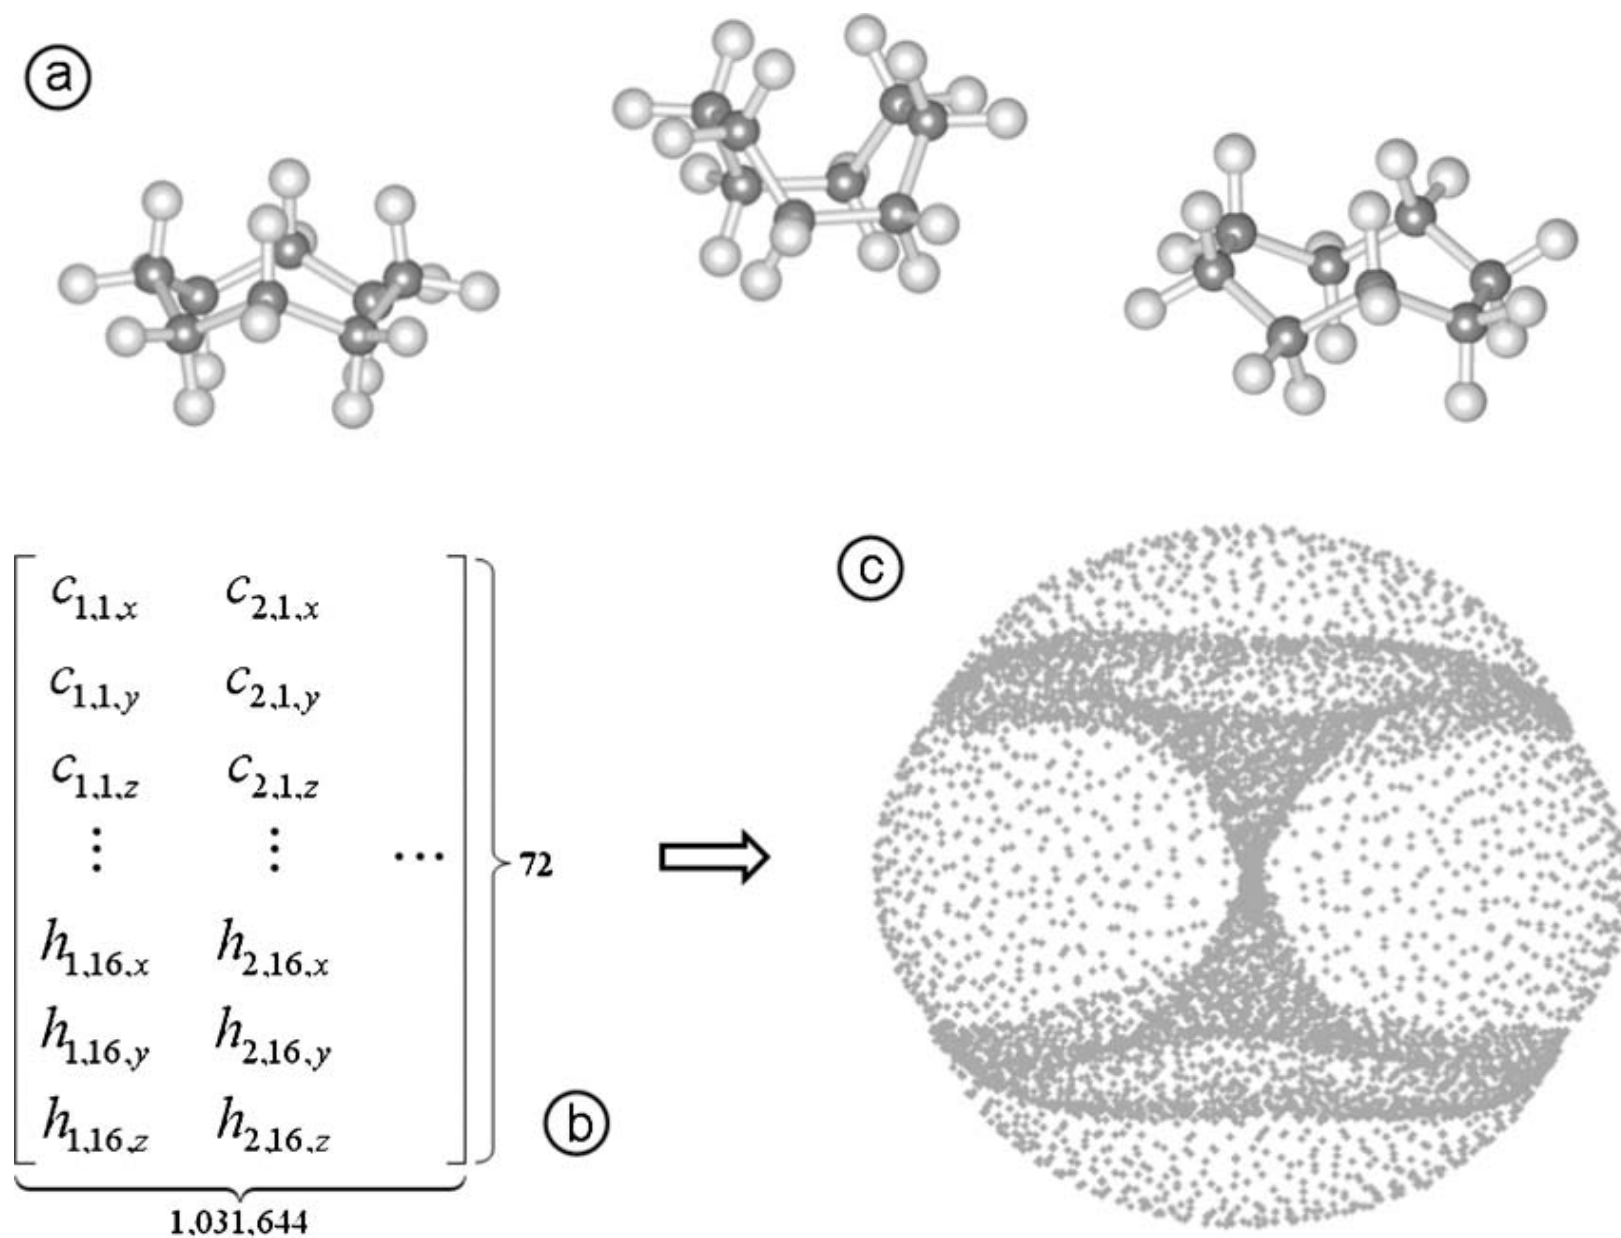 a
c
c1,1,x c2,1,x
c1,1,y c2,1,y
c1,1,z c2,1,z
⋮ ⋮ ⋯ 72
h1,16,x h2,16,x
h1,16,y h2,16,y
h1,16,z h2,16,z
b
1,031,644